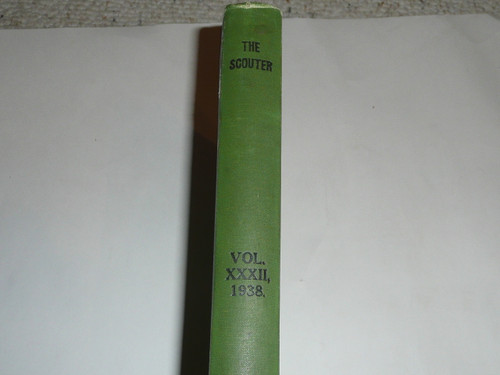 THE
SCOUTER
VOL.
XXXII,
1938.